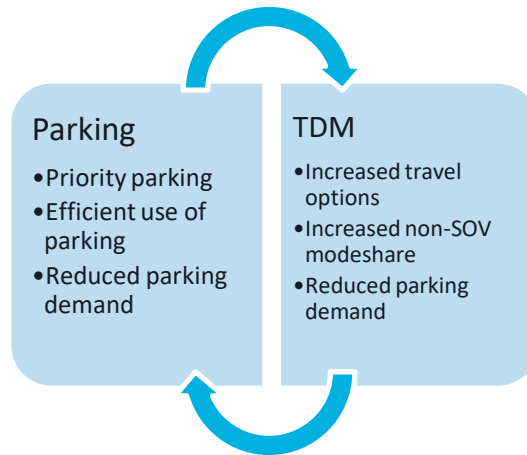 Parking
•Priority parking
•Efficient use of
parking
•Reduced parking
demand
TDM
•Increased travel
options
•Increased non-SOV
modeshare
•Reduced parking
demand